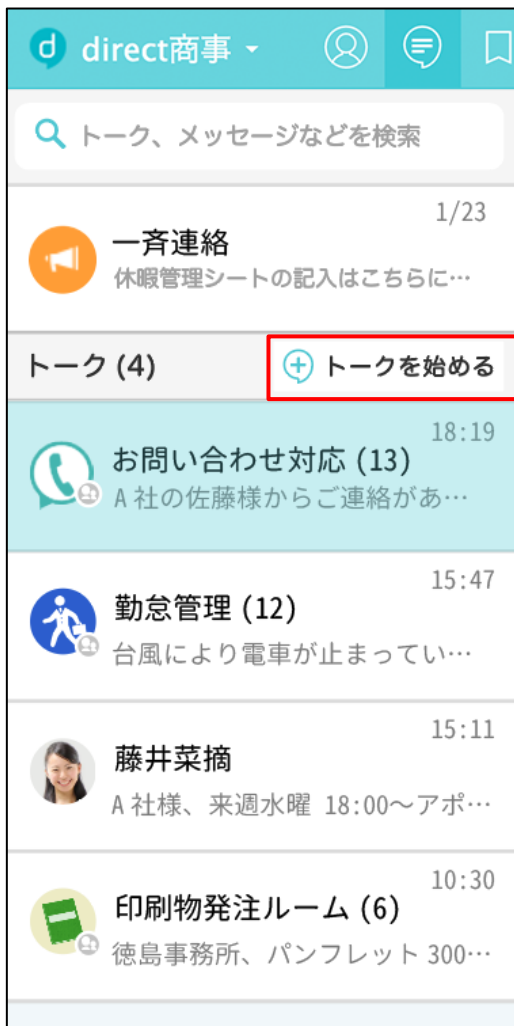 direct商事
トーク、メッセージなどを検索
1/23
一斉連絡
休暇管理シートの記入はこちらに…
トーク (4)
トークを始める
18:19
お問い合わせ対応 (13)
A 社の佐藤様からご連絡があ…
15:47
勤怠管理 (12)
台風により電車が止まってい…
15:11
藤井菜摘
A 社様、来週水曜 18:00～アポ…
10:30
印刷物発注ルーム (6)
徳島事務所、パンフレット 300…